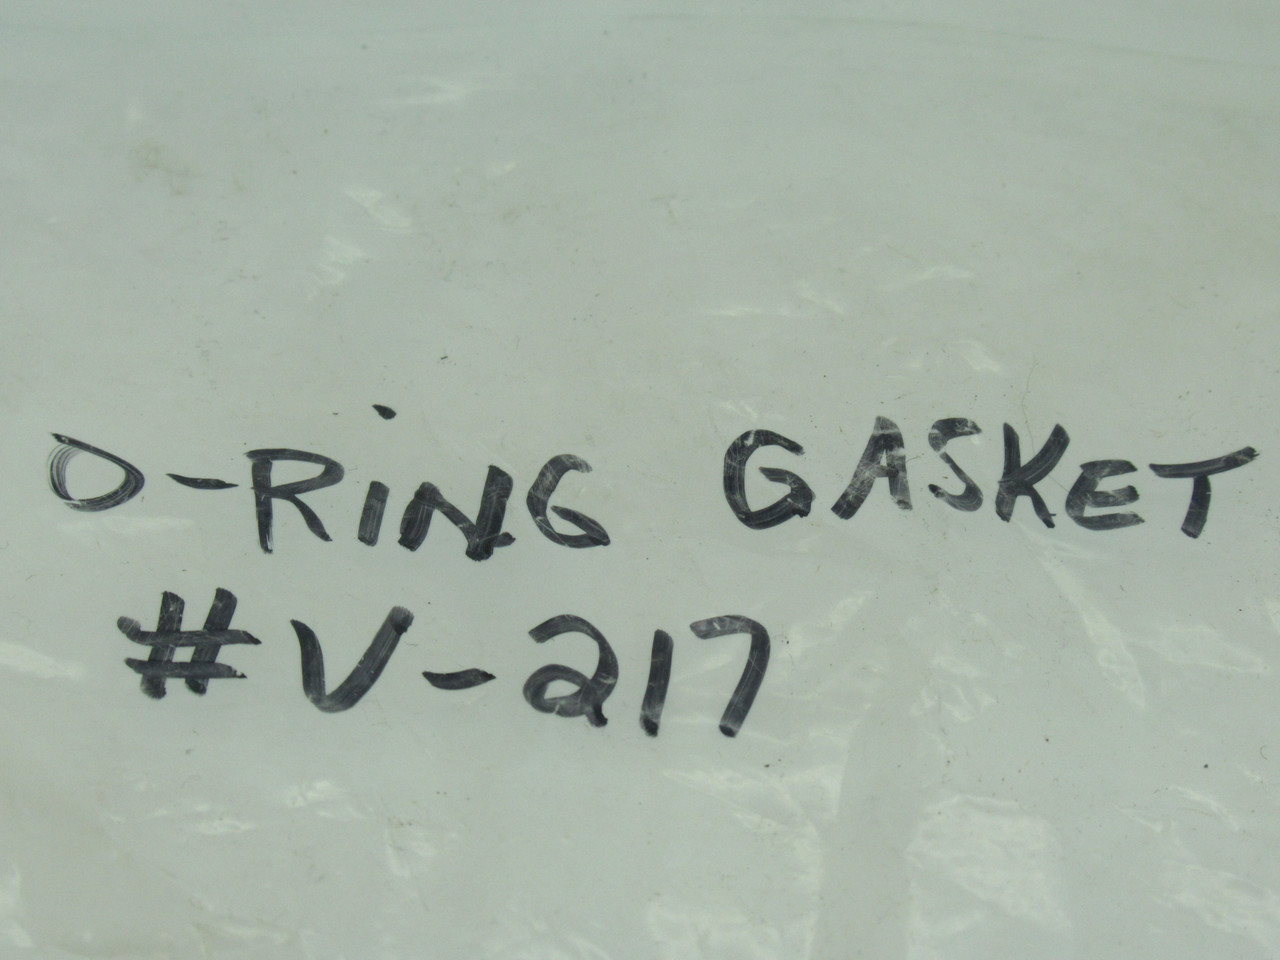 O-RiNG GASKET
#V-217